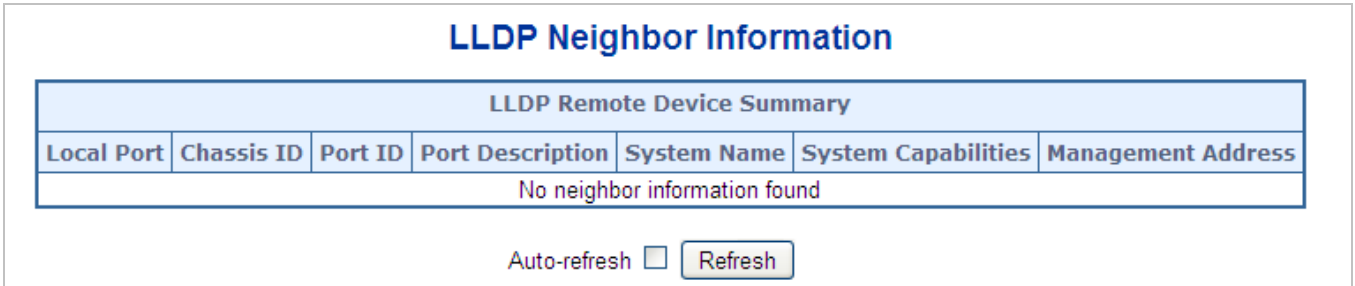 LLDP Neighbor Information
LLDP Remote Device Summary
Local Port Chassis ID Port ID Port Description System Name System Capabilities Management Address
No neighbor information found
Auto-refresh Refresh